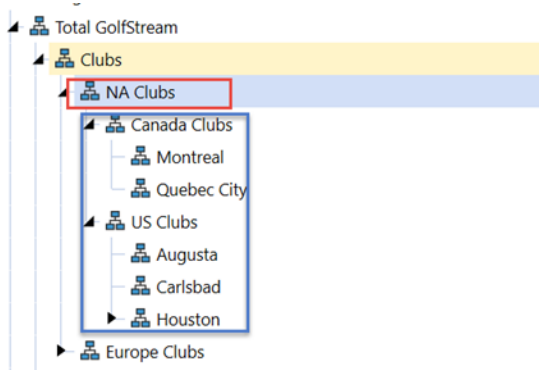 Total GolfStream
Clubs
NA Clubs
Canada Clubs
Montreal
Quebec City
US Clubs
Augusta
Carlsbad
Houston
Europe Clubs